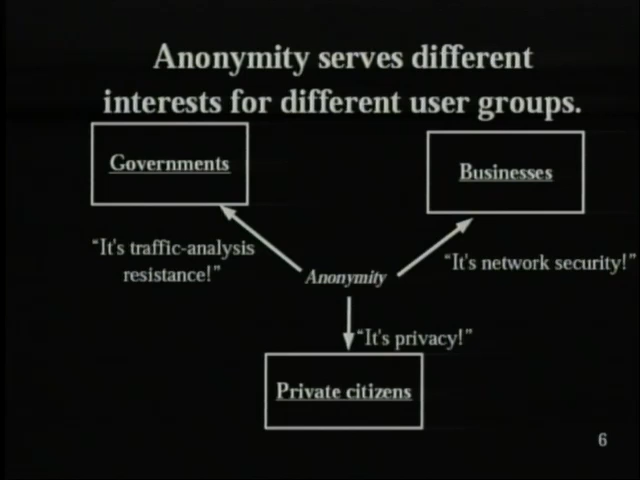 Anonymity serves different
interests for different user groups.
Governments
Businesses
“It's traffic-analysis
resistance!”
Anonymity
“It's network security!”
“It's privacy!”
Private citizens
6